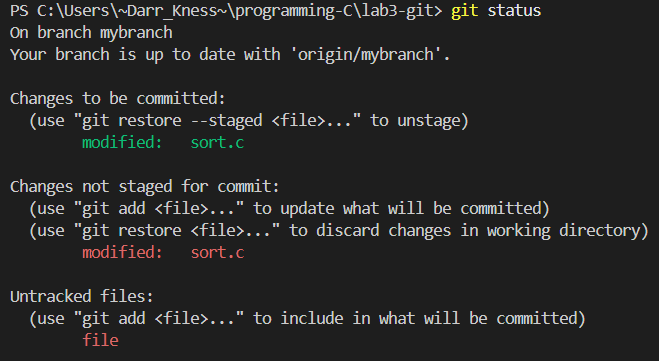 PS C:\Users\~Darr_Kness~\programming-C\lab3-git> git status
On branch mybranch
Your branch is up to date with 'origin/mybranch'.
Changes to be committed:
(use "git restore --staged <file>..." to unstage)
modified: sort.c
Changes not staged for commit:
(use "git add <file>..." to update what will be committed)
(use "git restore <file>..." to discard changes in working directory)
modified: sort.c
Untracked files:
(use "git add <file>..." to include in what will be committed)
file